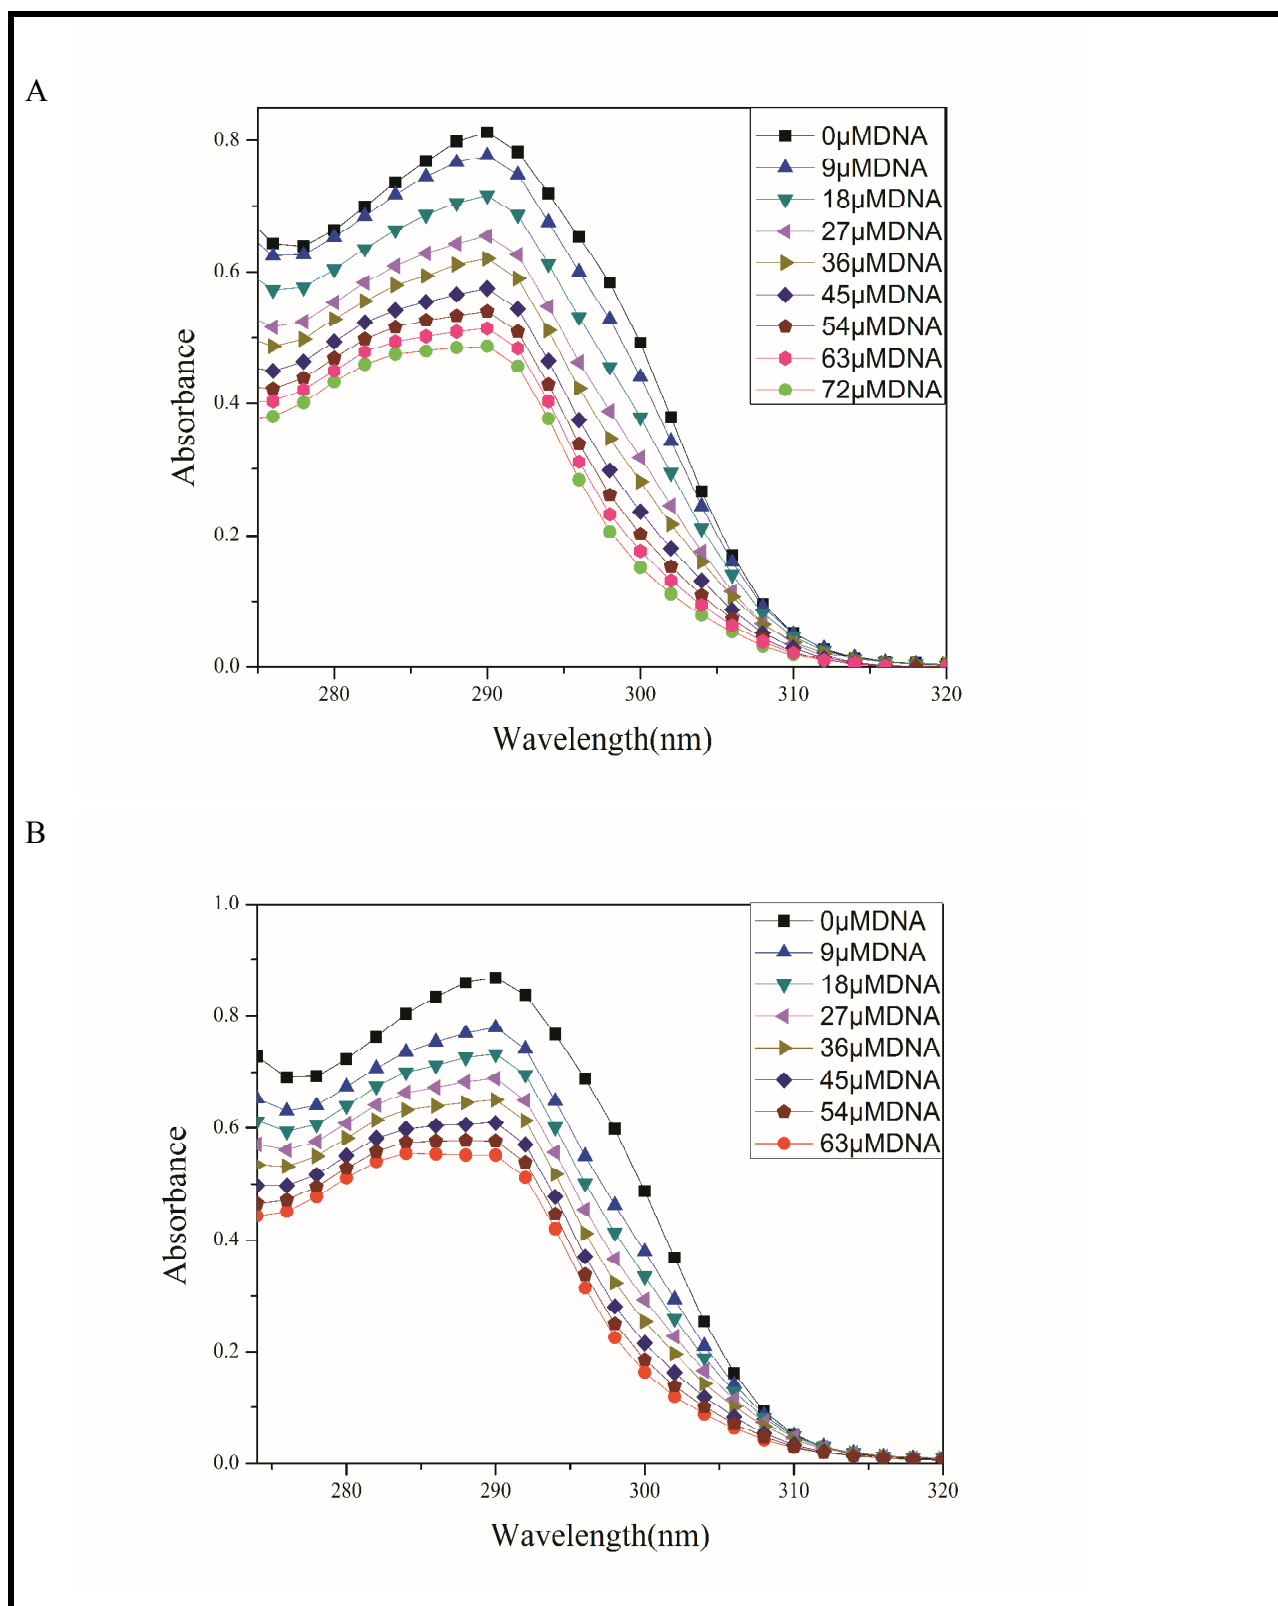 A
0.8
0.6
0.4
0.2
0.0
Absorbance
280 290 300 310 320
Wavelength(nm)
0μMDNA
9μMDNA
18μMDNA
27μMDNA
36μMDNA
45μMDNA
54μMDNA
63μMDNA
72μMDNA
B
1.0
0.8
0.6
0.4
0.2
0.0
Absorbance
280 290 300 310 320
Wavelength(nm)
0μMDNA
9μMDNA
18μMDNA
27μMDNA
36μMDNA
45μMDNA
54μMDNA
63μMDNA